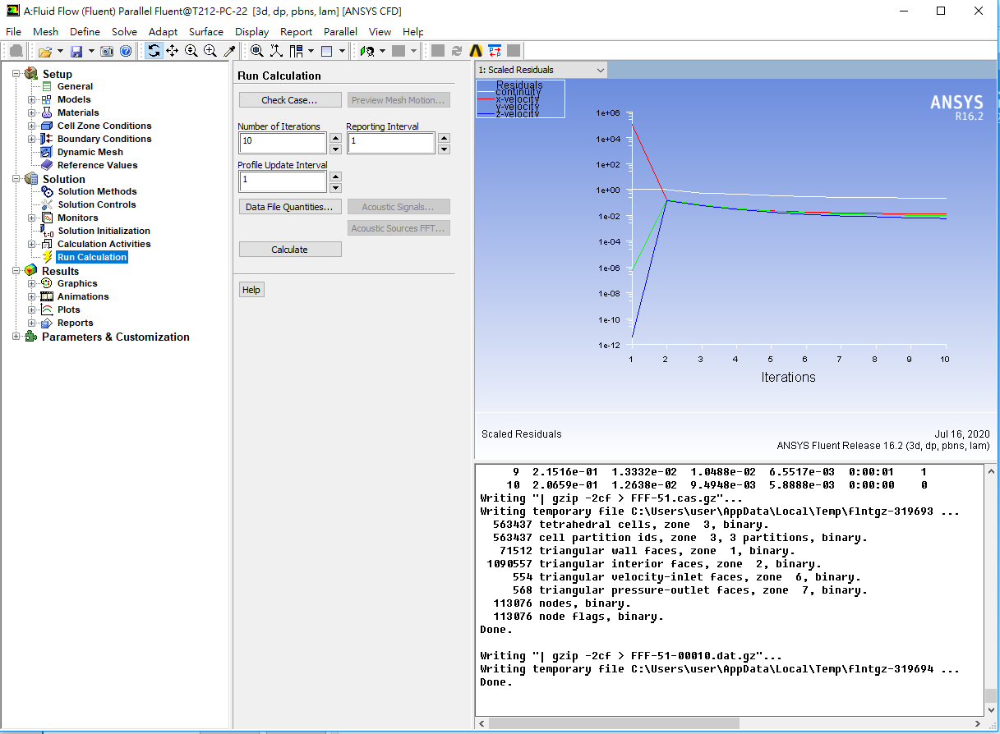 A:Fluid Flow (Fluent) Parallel Fluent@T212-PC-22 [3d, dp, pbns, lam] [ANSYS CFD]
File Mesh Define Solve Adapt Surface Display Report Parallel View Help
Setup
General
Models
Materials
Cell Zone Conditions
Boundary Conditions
Dynamic Mesh
Reference Values
Solution
Solution Methods
Solution Controls
Monitors
t=0 Solution Initialization
Calculation Activities
Run Calculation
Results
Graphics
Animations
Plots
Reports
Parameters & Customization
Run Calculation
Check Case... Preview Mesh Motion...
Number of Iterations Reporting Interval
10 1
Profile Update Interval
1
Data File Quantities... Acoustic Signals...
Acoustic Sources FFT...
Calculate
Help
1: Scaled Residuals
Residuals
continuity
x-velocity
y-velocity
z-velocity
ANSYS
R16.2
1e+06
1e+04
1e+02
1e+00
1e-02
1e-04
1e-06
1e-08
1e-10
1e-12
1 2 3 4 5 6 7 8 9 10
Iterations
Scaled Residuals Jul 16, 2020
ANSYS Fluent Release 16.2 (3d, dp, pbns, lam)
9 2.1516e-01 1.3332e-02 1.0488e-02 6.5517e-03 0:00:01 1
10 2.0659e-01 1.2638e-02 9.4948e-03 5.8888e-03 0:00:00 0
Writing "| gzip -2cf > FFF-51.cas.gz"...
Writing temporary file C:\Users\user\AppData\Local\Temp\flntgz-319693 ...
563437 tetrahedral cells, zone 3, binary.
563437 cell partition ids, zone 3, 3 partitions, binary.
71512 triangular wall faces, zone 1, binary.
1090557 triangular interior faces, zone 2, binary.
554 triangular velocity-inlet faces, zone 6, binary.
568 triangular pressure-outlet faces, zone 7, binary.
113076 nodes, binary.
113076 node flags, binary.
Done.
Writing "| gzip -2cf > FFF-51-00010.dat.gz"...
Writing temporary file C:\Users\user\AppData\Local\Temp\flntgz-319694 ...
Done.